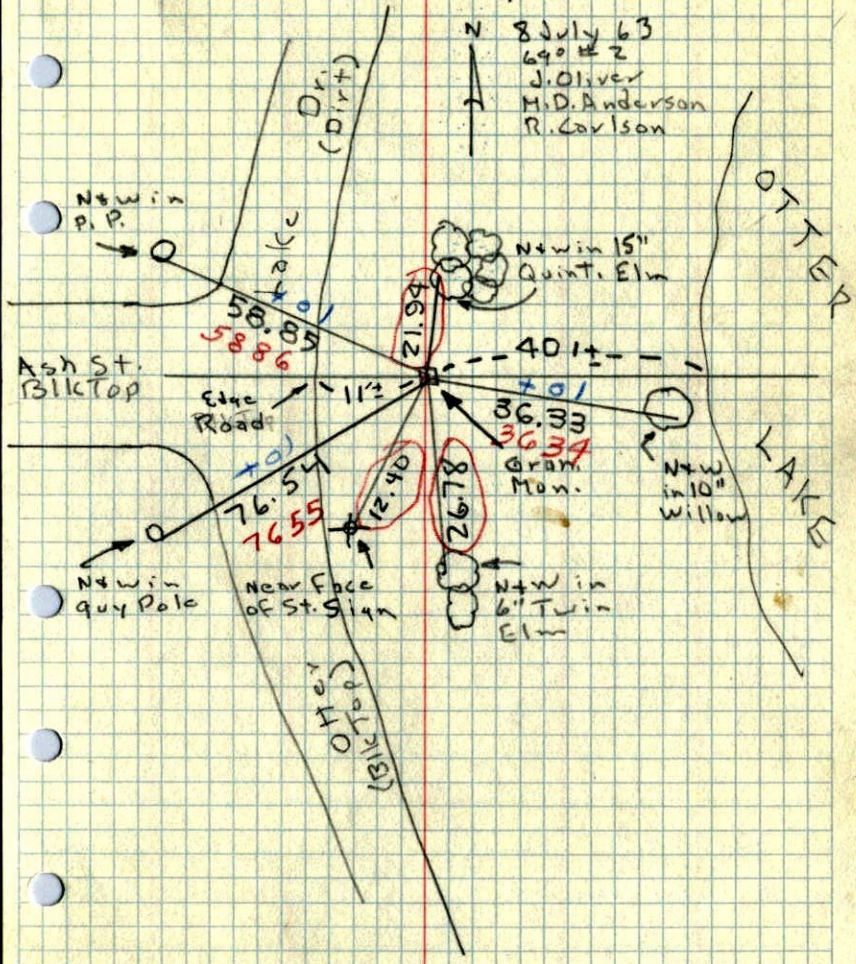 N
8 July 63
69° #2
J. Oliver
M.D. Anderson
R. Carlson
Dr.
(Dirt)
Lake
OTTER
LAKE
N&W in
P.P.
N&W in 15"
Quint. Elm
21.94
+01
58.85
5886
40'±
Ash St.
BlkTop
Edge
Road
11'±
+01
36.33
3634
Gran.
Mon.
N&W
in 10"
Willow
+01
76.54
7655
12.40
26.78
N&W in
guy Pole
Near Face
of St. Sign
N&W in
6" Twin
Elm
Otter
(BlkTop)